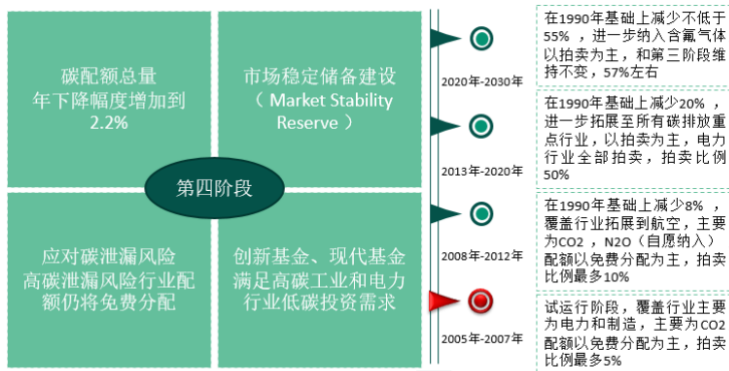 碳配额总量
年下降幅度增加到
2.2%
市场稳定储备建设
（ Market Stability
Reserve ）
第四阶段
应对碳泄漏风险
高碳泄漏风险行业配
额仍将免费分配
创新基金、现代基金
满足高碳工业和电力
行业低碳投资需求
2020年-2030年
在1990年基础上减少不低于
55% ，进一步纳入含氟气体
以拍卖为主，和第三阶段维
持不变，57%左右
2013年-2020年
在1990年基础上减少20% ，
进一步拓展至所有碳排放重
点行业，以拍卖为主，电力
行业全部拍卖，拍卖比例
50%
2008年-2012年
在1990年基础上减少8% ，
覆盖行业拓展到航空，主要
为CO2 ，N2O（自愿纳入）
配额以免费分配为主，拍卖
比例最多10%
2005年-2007年
试运行阶段，覆盖行业主要
为电力和制造，主要为CO2
配额以免费分配为主，拍卖
比例最多5%